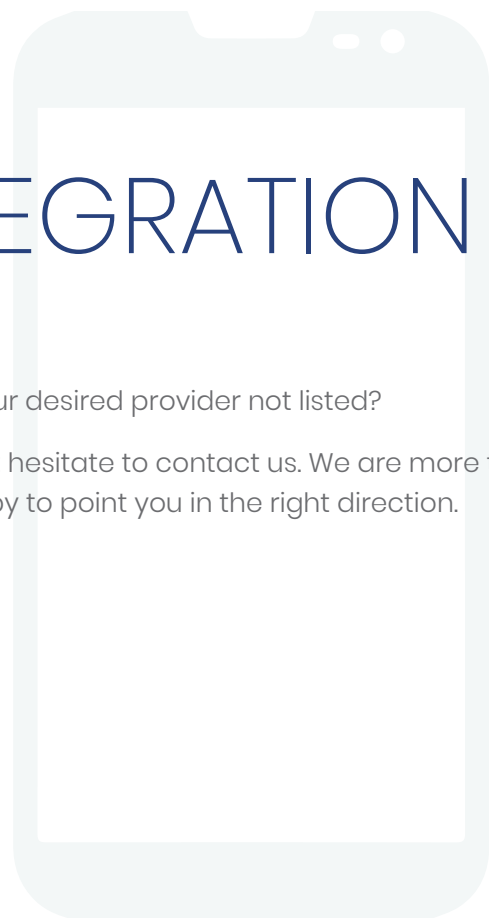 EGRATION
ur desired provider not listed?
hesitate to contact us. We are more
y to point you in the right direction.